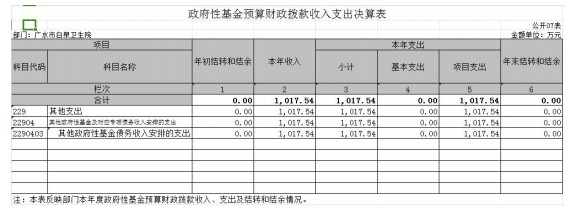 政府性基金预算财政拨款收入支出决算表
公开07表
部门：广水市白泉卫生院 金额单位：万元
项目 年初结转和结余 本年收入 本年支出 年末结转和结余
科目代码 科目名称 小计 基本支出 项目支出
栏次 1 2 3 4 5 6
合计 0.00 1,017.54 1,017.54 0.00 1,017.54 0.00
229 其他支出 0.00 1,017.54 1,017.54 0.00 1,017.54 0.00
22904 其他政府性基金及对应专项债务收入安排的支出 0.00 1,017.54 1,017.54 0.00 1,017.54 0.00
2290403 其他政府性基金债务收入安排的支出 0.00 1,017.54 1,017.54 0.00 1,017.54 0.00
注：本表反映部门本年度政府性基金预算财政拨款收入、支出及结转和结余情况。